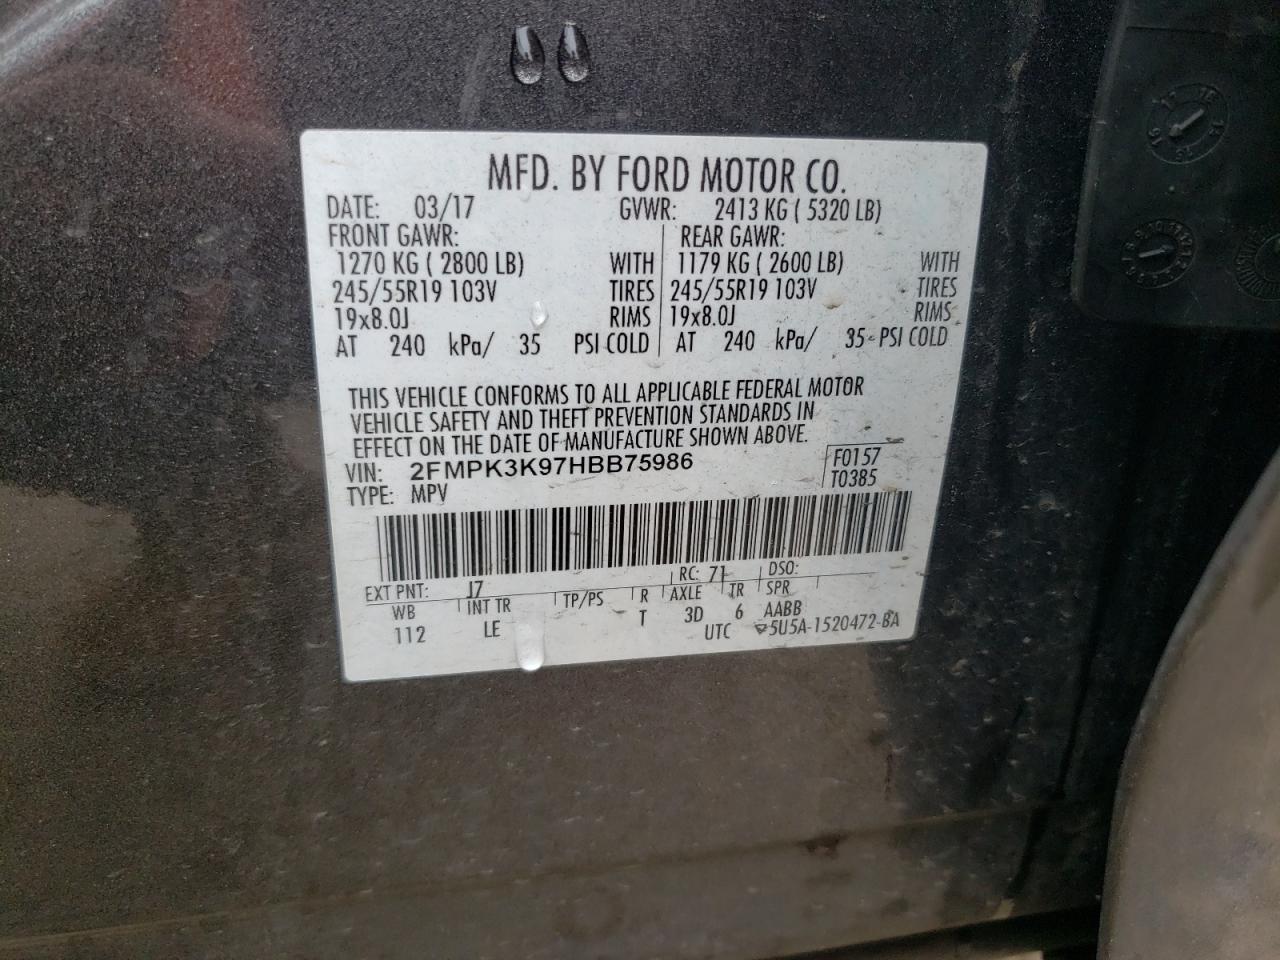 MFD. BY FORD MOTOR CO.
DATE: 03/17 GVWR: 2413 KG ( 5320 LB)
FRONT GAWR: REAR GAWR:
1270 KG ( 2800 LB) WITH 1179 KG ( 2600 LB) WITH
245/55R19 103V TIRES 245/55R19 103V TIRES
19x8.0J RIMS 19x8.0J RIMS
AT 240 kPa/ 35 PSI COLD AT 240 kPa/ 35 PSI COLD
THIS VEHICLE CONFORMS TO ALL APPLICABLE FEDERAL MOTOR
VEHICLE SAFETY AND THEFT PREVENTION STANDARDS IN
EFFECT ON THE DATE OF MANUFACTURE SHOWN ABOVE.
VIN: 2FMPK3K97HBB75986 F0157
TYPE: MPV T0385
EXT PNT: J7 RC: 71 DSO:
WB INT TR TP/PS R AXLE TR SPR
112 LE T 3D 6 AABB
UTC 5U5A-1520472-BA